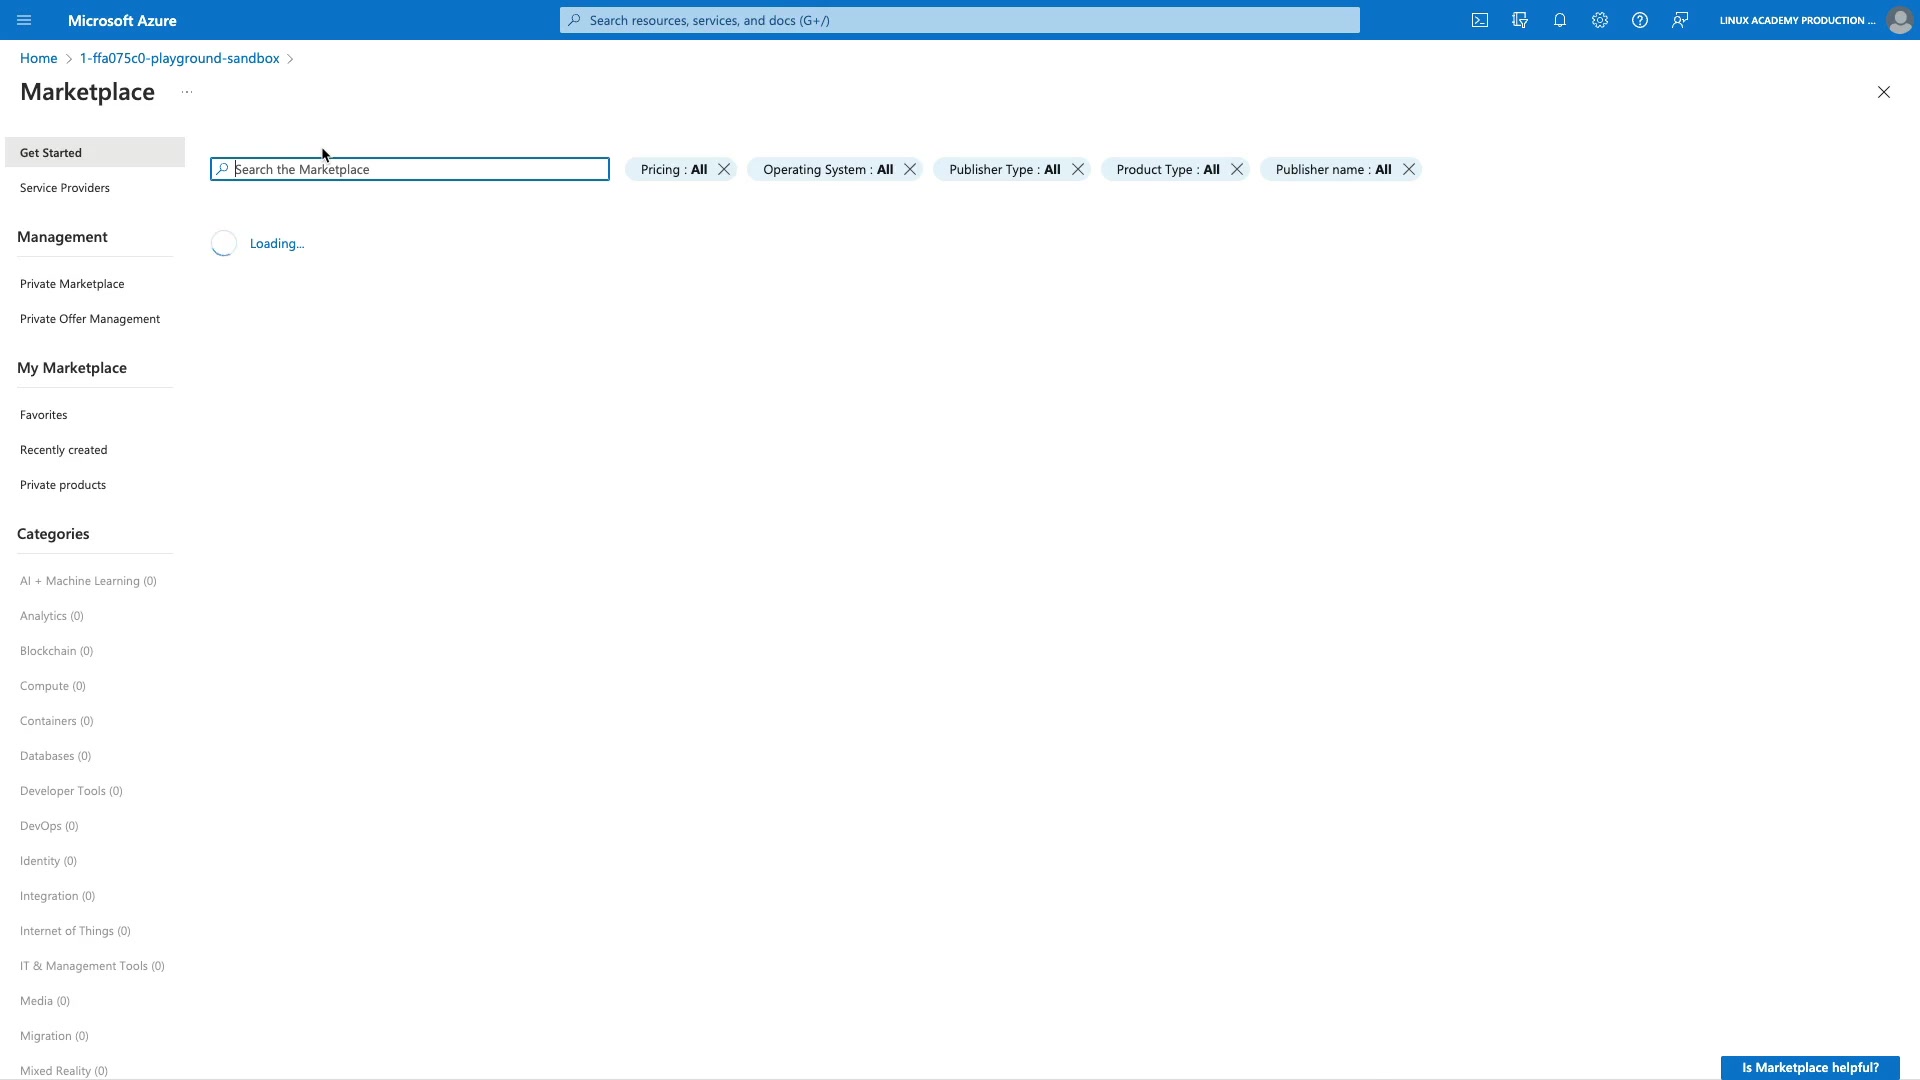 Microsoft Azure
Search resources, services, and docs (G+/)
LINUX ACADEMY PRODUCTION ...
Home
1-ffa075c0-playground-sandbox
Marketplace
...
Get Started
Service Providers
Management
Private Marketplace
Private Offer Management
My Marketplace
Favorites
Recently created
Private products
Categories
AI + Machine Learning (0)
Analytics (0)
Blockchain (0)
Compute (0)
Containers (0)
Databases (0)
Developer Tools (0)
DevOps (0)
Identity (0)
Integration (0)
Internet of Things (0)
IT & Management Tools (0)
Media (0)
Migration (0)
Mixed Reality (0)
Search the Marketplace
Pricing : All
Operating System : All
Publisher Type : All
Product Type : All
Publisher name : All
Loading...
Is Marketplace helpful?